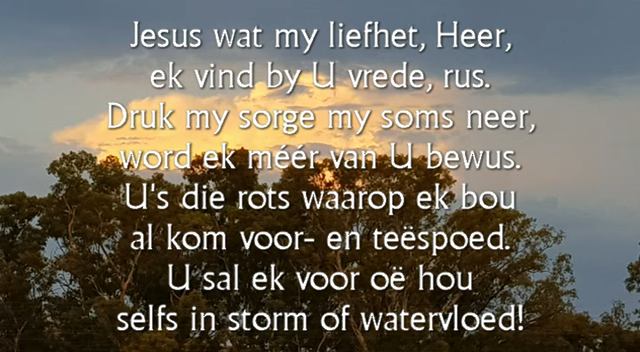 Jesus wat my liefhet, Heer,
ek vind by U vrede, rus.
Druk my sorge my soms neer,
word ek méér van U bewus.
U's die rots waarop ek bou
al kom voor- en teëspoed.
U sal ek voor oë hou
selfs in storm of watervloed!